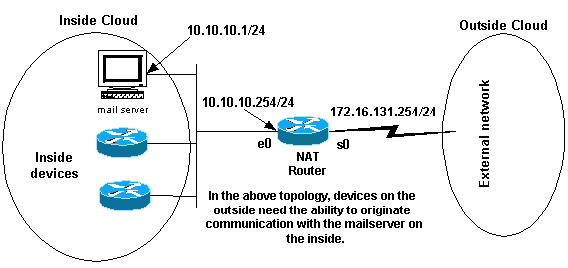 Inside Cloud
Outside Cloud
10.10.10.1/24
mail server
10.10.10.254/24
172.16.131.254/24
e0
s0
NAT
Router
Inside
devices
External network
In the above topology, devices on the
outside need the ability to originate
communication with the mailserver on
the inside.